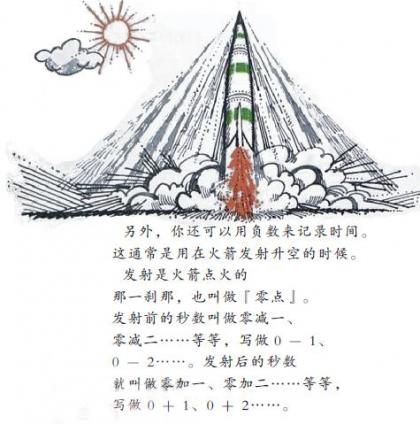 另外，你还可以用负数来记录时间。
这通常是用在火箭发射升空的时候。
发射是火箭点火的
那一刹那，也叫做『零点』。
发射前的秒数叫做零减一、
零减二……等等，写做 0 － 1、
0 － 2……。发射后的秒数
就叫做零加一、零加二……等等，
写做 0 ＋ 1、0 ＋ 2……。